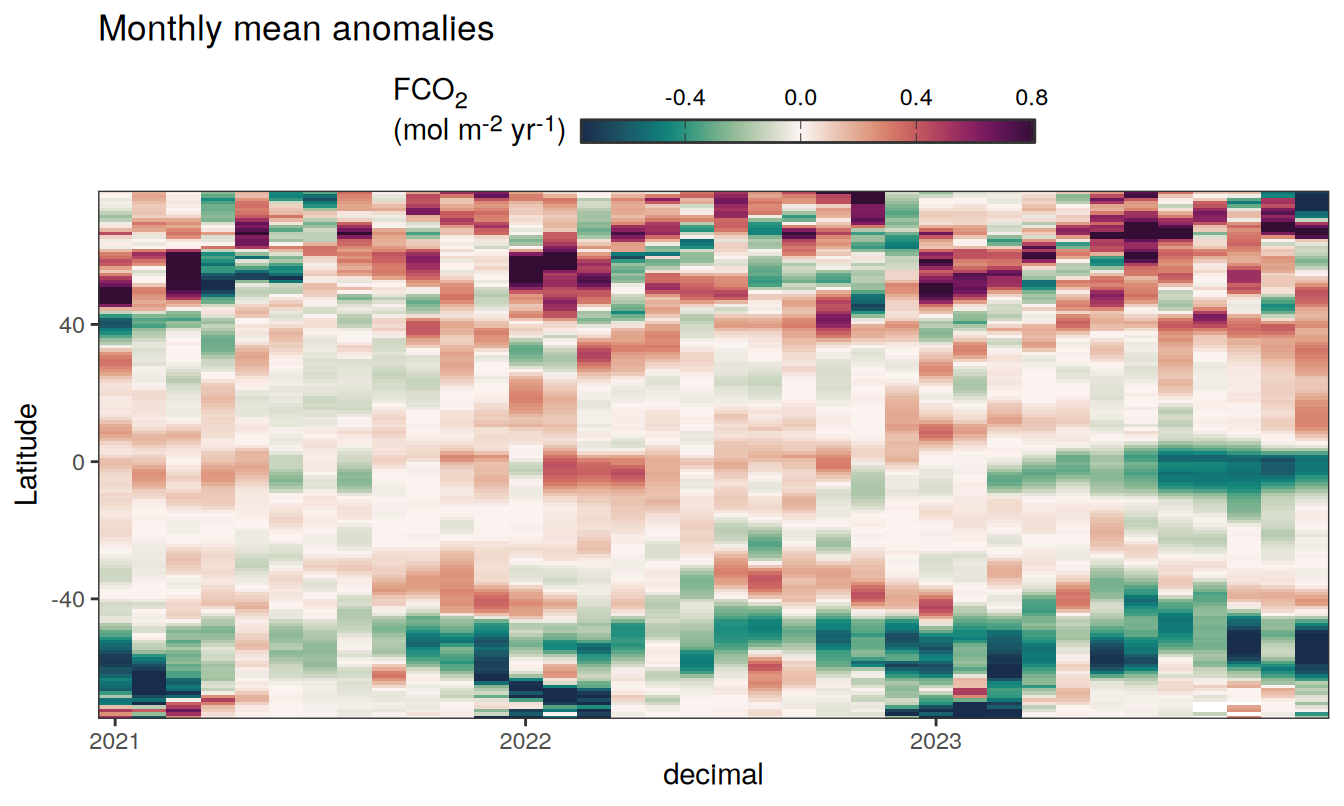 Monthly mean anomalies
FCO₂
(mol m⁻² yr⁻¹)
-0.4 0.0 0.4 0.8
Latitude
40
0
-40
2021 2022 2023
decimal